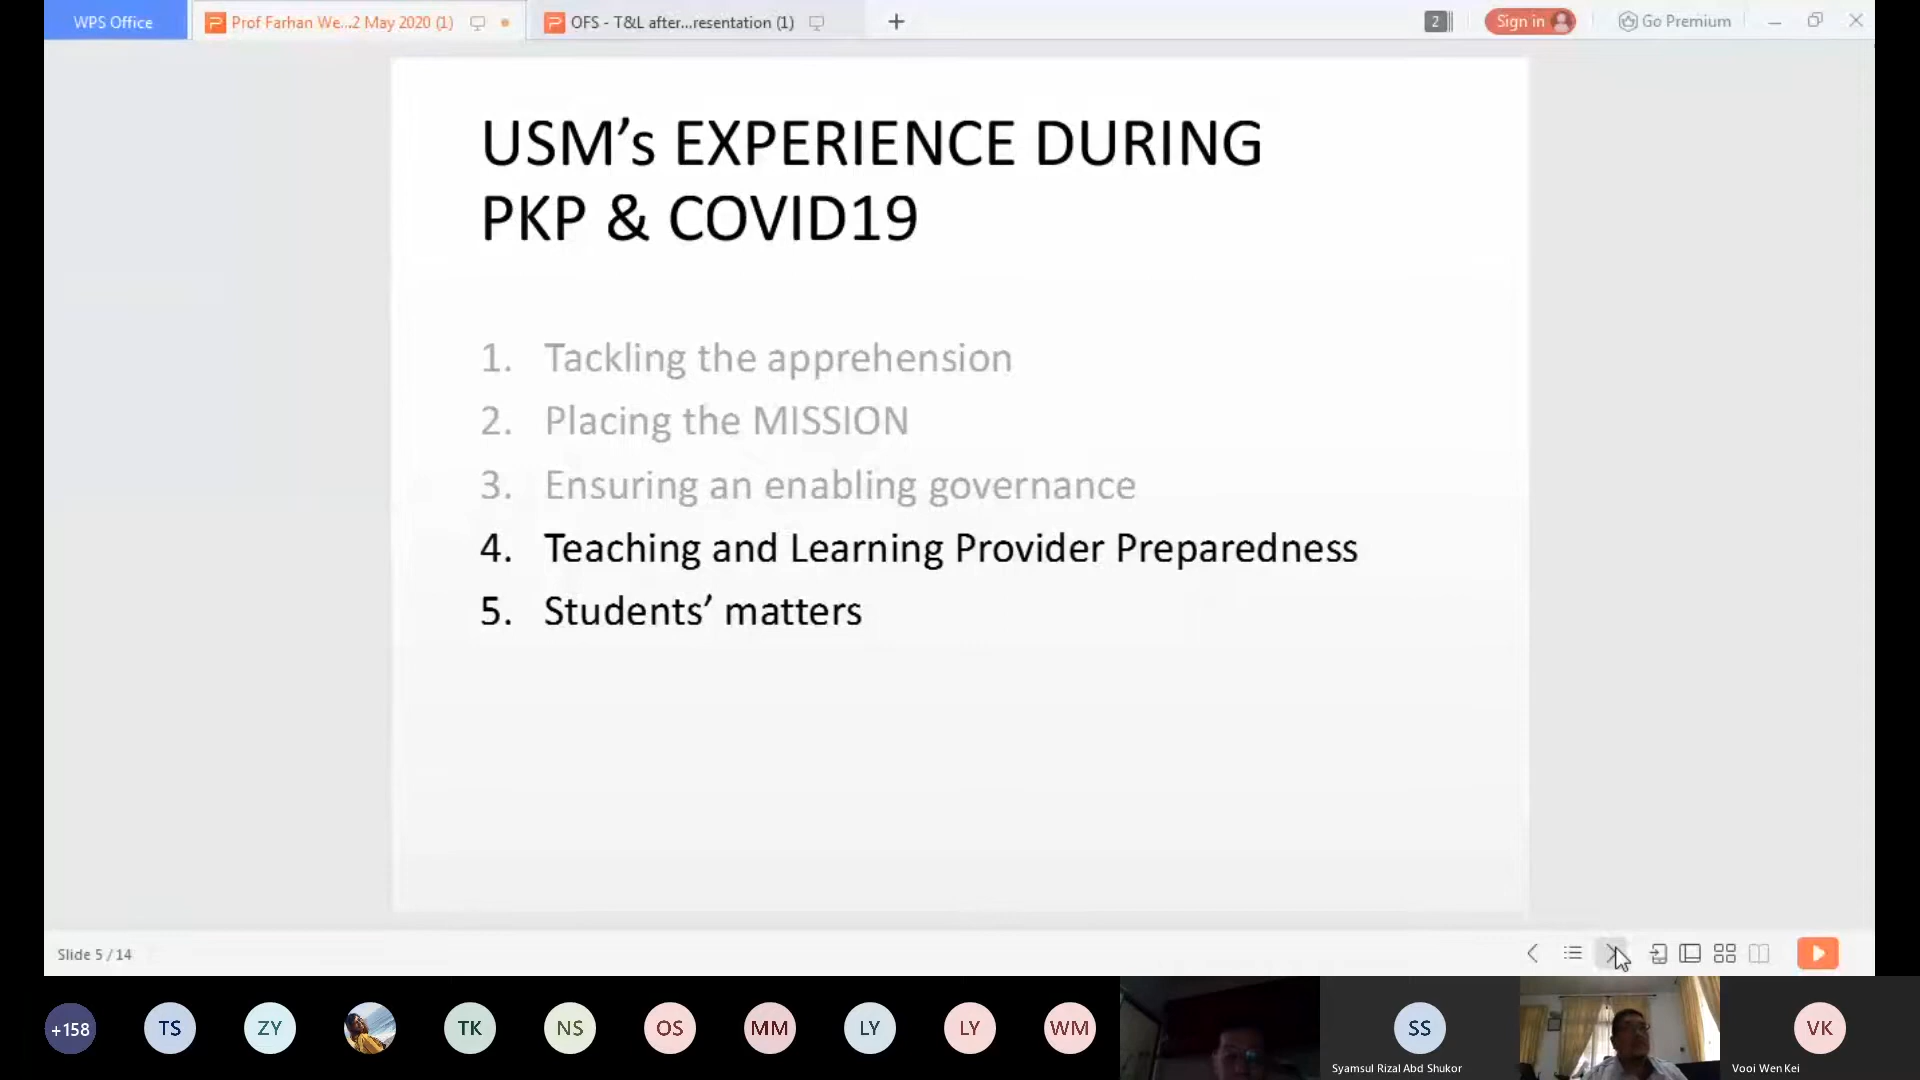 WPS Office
Prof Farhan We...2 May 2020 (1)
OFS - T&L after...resentation (1)
2
Sign in
Go Premium
USM’s EXPERIENCE DURING
PKP & COVID19
1. Tackling the apprehension
2. Placing the MISSION
3. Ensuring an enabling governance
4. Teaching and Learning Provider Preparedness
5. Students’ matters
Slide 5 / 14
+158
TS
ZY
TK
NS
OS
MM
LY
LY
WM
SS
VK
Syamsul Rizal Abd Shukor
Vooi Wen Kei